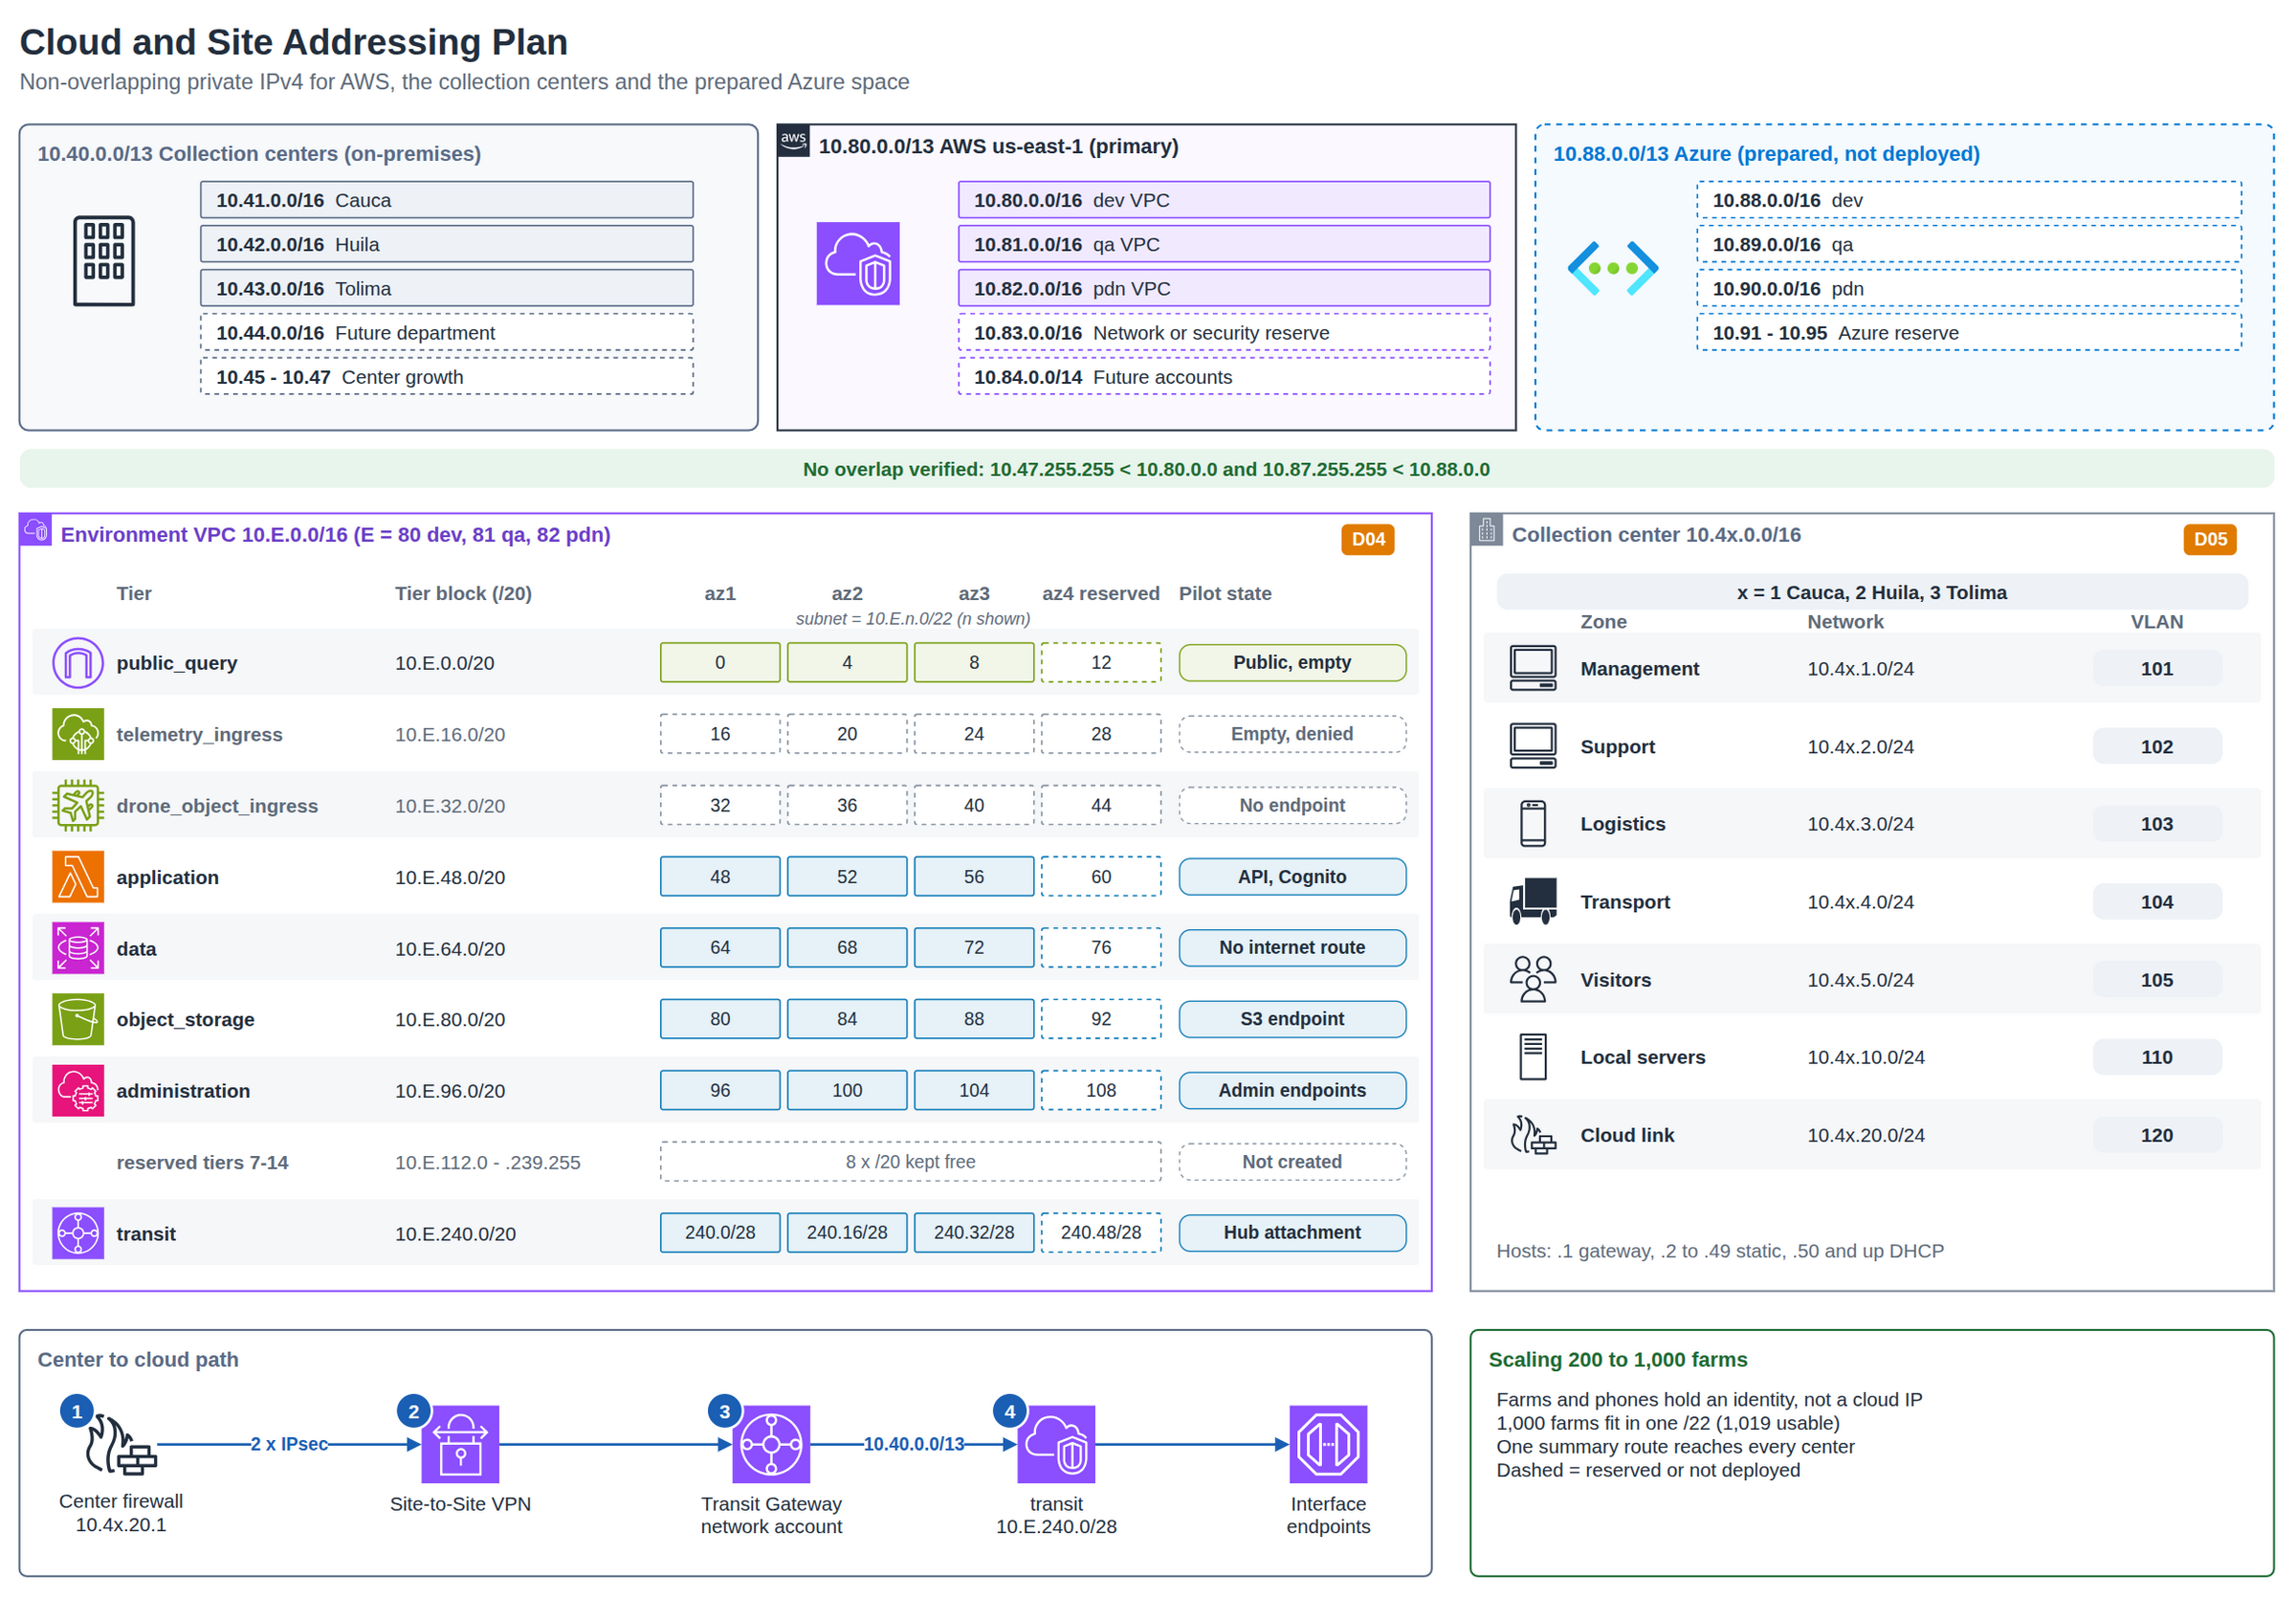 Cloud and Site Addressing Plan
Non-overlapping private IPv4 for AWS, the collection centers and the prepared Azure space
10.40.0.0/13 Collection centers (on-premises)
10.41.0.0/16 Cauca
10.42.0.0/16 Huila
10.43.0.0/16 Tolima
10.44.0.0/16 Future department
10.45 - 10.47 Center growth
aws
10.80.0.0/13 AWS us-east-1 (primary)
10.80.0.0/16 dev VPC
10.81.0.0/16 qa VPC
10.82.0.0/16 pdn VPC
10.83.0.0/16 Network or security reserve
10.84.0.0/14 Future accounts
10.88.0.0/13 Azure (prepared, not deployed)
10.88.0.0/16 dev
10.89.0.0/16 qa
10.90.0.0/16 pdn
10.91 - 10.95 Azure reserve
No overlap verified: 10.47.255.255 < 10.80.0.0 and 10.87.255.255 < 10.88.0.0
Environment VPC 10.E.0.0/16 (E = 80 dev, 81 qa, 82 pdn)
D04
Tier Tier block (/20) az1 az2 az3 az4 reserved Pilot state
subnet = 10.E.n.0/22 (n shown)
public_query 10.E.0.0/20 0 4 8 12 Public, empty
telemetry_ingress 10.E.16.0/20 16 20 24 28 Empty, denied
drone_object_ingress 10.E.32.0/20 32 36 40 44 No endpoint
application 10.E.48.0/20 48 52 56 60 API, Cognito
data 10.E.64.0/20 64 68 72 76 No internet route
object_storage 10.E.80.0/20 80 84 88 92 S3 endpoint
administration 10.E.96.0/20 96 100 104 108 Admin endpoints
reserved tiers 7-14 10.E.112.0 - .239.255 8 x /20 kept free Not created
transit 10.E.240.0/20 240.0/28 240.16/28 240.32/28 240.48/28 Hub attachment
Collection center 10.4x.0.0/16
D05
x = 1 Cauca, 2 Huila, 3 Tolima
Zone Network VLAN
Management 10.4x.1.0/24 101
Support 10.4x.2.0/24 102
Logistics 10.4x.3.0/24 103
Transport 10.4x.4.0/24 104
Visitors 10.4x.5.0/24 105
Local servers 10.4x.10.0/24 110
Cloud link 10.4x.20.0/24 120
Hosts: .1 gateway, .2 to .49 static, .50 and up DHCP
Center to cloud path
1 2 3 4
2 x IPsec 10.40.0.0/13
Center firewall
10.4x.20.1
Site-to-Site VPN
Transit Gateway
network account
transit
10.E.240.0/28
Interface
endpoints
Scaling 200 to 1,000 farms
Farms and phones hold an identity, not a cloud IP
1,000 farms fit in one /22 (1,019 usable)
One summary route reaches every center
Dashed = reserved or not deployed